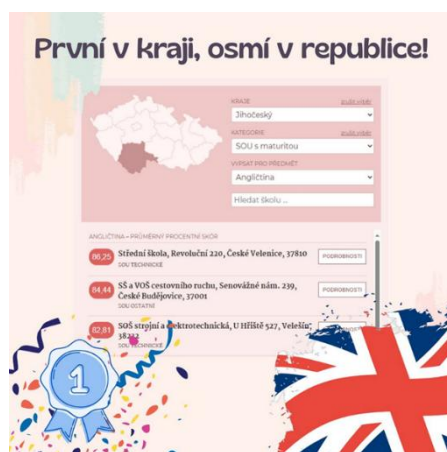 První v kraji, osmí v republice!
KRAJE
zrušit výběr
Jihočeský
KATEGORIE
zrušit výběr
SOU s maturitou
VYPSAT PRO PŘEDMĚT
Angličtina
Hledat školu ...
ANGLIČTINA – PRŮMĚRNÝ PROCENTNÍ SKÓR
86,25
Střední škola, Revoluční 220, České Velenice, 37810
SOU TECHNICKÉ
PODROBNOSTI
84,44
SŠ a VOŠ cestovního ruchu, Senovážné nám. 239,
České Budějovice, 37001
SOU OSTATNÍ
PODROBNOSTI
82,81
SOŠ strojní a elektrotechnická, U Hřiště 527, Velešín,
38232
SOU TECHNICKÉ
1